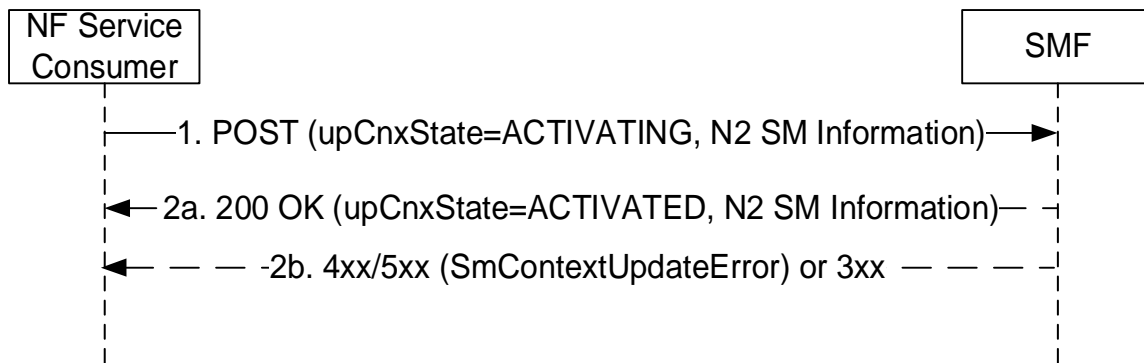 NF Service
Consumer
SMF
1. POST (upCnxState=ACTIVATING, N2 SM Information)
2a. 200 OK (upCnxState=ACTIVATED, N2 SM Information)
2b. 4xx/5xx (SmContextUpdateError) or 3xx